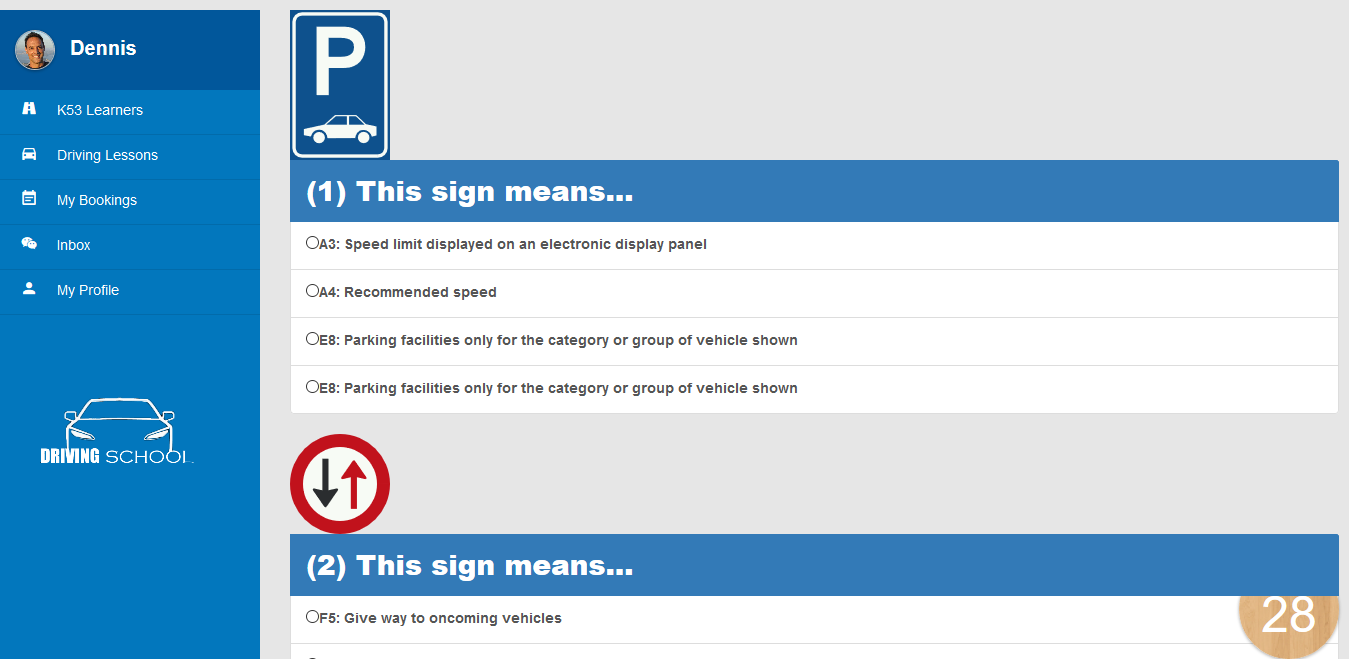 Dennis
K53 Learners
Driving Lessons
My Bookings
Inbox
My Profile
DRIVING SCHOOL
P
(1) This sign means...
A3: Speed limit displayed on an electronic display panel
A4: Recommended speed
E8: Parking facilities only for the category or group of vehicle shown
E8: Parking facilities only for the category or group of vehicle shown
(2) This sign means...
F5: Give way to oncoming vehicles
28